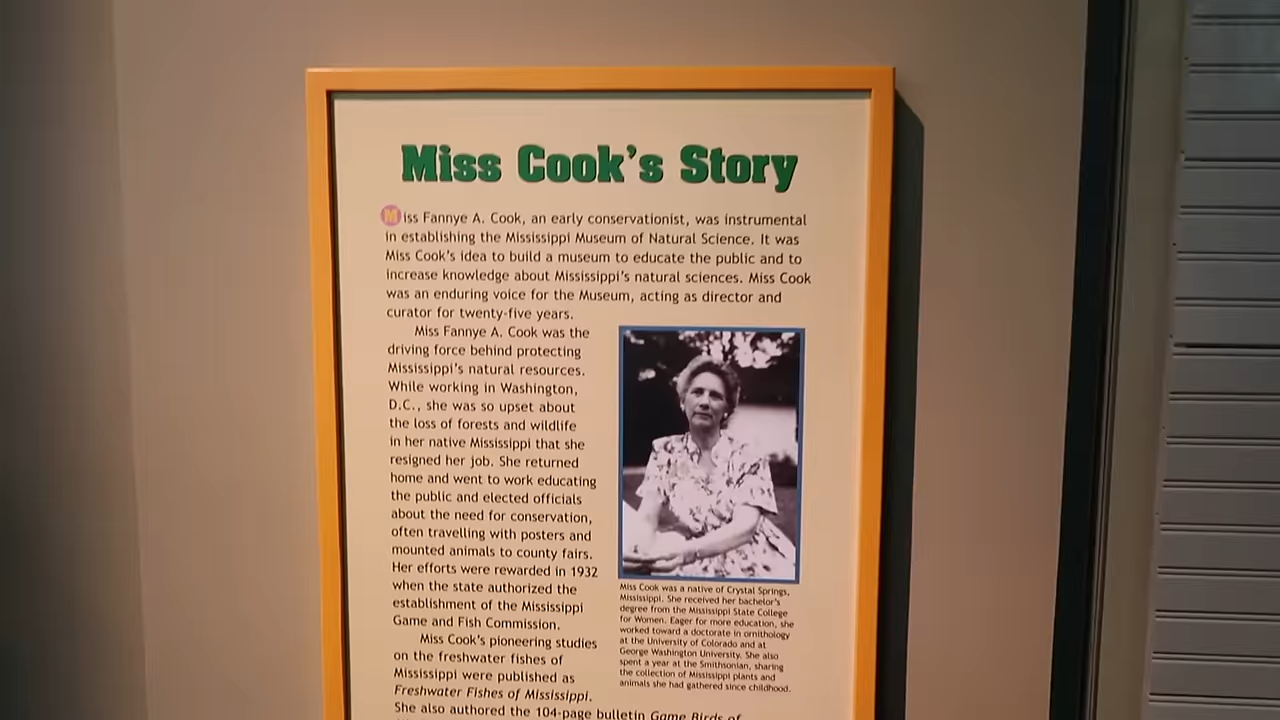 Miss Cook's Story
Miss Fannye A. Cook, an early conservationist, was instrumental
in establishing the Mississippi Museum of Natural Science. It was
Miss Cook's idea to build a museum to educate the public and to
increase knowledge about Mississippi's natural sciences. Miss Cook
was an enduring voice for the Museum, acting as director and
curator for twenty-five years.
Miss Fannye A. Cook was the
driving force behind protecting
Mississippi's natural resources.
While working in Washington,
D.C., she was so upset about
the loss of forests and wildlife
in her native Mississippi that she
resigned her job. She returned
home and went to work educating
the public and elected officials
about the need for conservation,
often travelling with posters and
mounted animals to county fairs.
Her efforts were rewarded in 1932
when the state authorized the
establishment of the Mississippi
Game and Fish Commission.
Miss Cook's pioneering studies
on the freshwater fishes of
Mississippi were published as
Freshwater Fishes of Mississippi.
She also authored the 104-page bulletin Game Birds of
Miss Cook was a native of Crystal Springs,
Mississippi. She received her bachelor's
degree from the Mississippi State College
for Women. Eager for more education, she
worked toward a doctorate in ornithology
at the University of Colorado and at
George Washington University. She also
spent a year at the Smithsonian, sharing
the collection of Mississippi plants and
animals she had gathered since childhood.